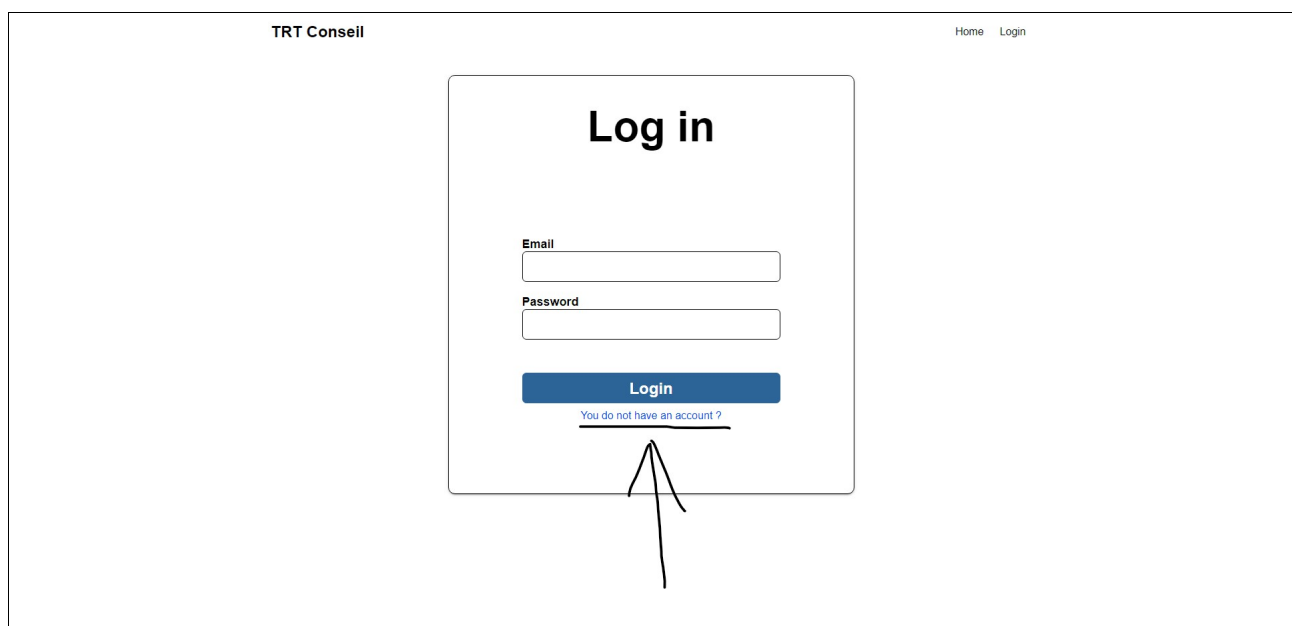 TRT Conseil
Home Login
Log in
Email
Password
Login
You do not have an account ?